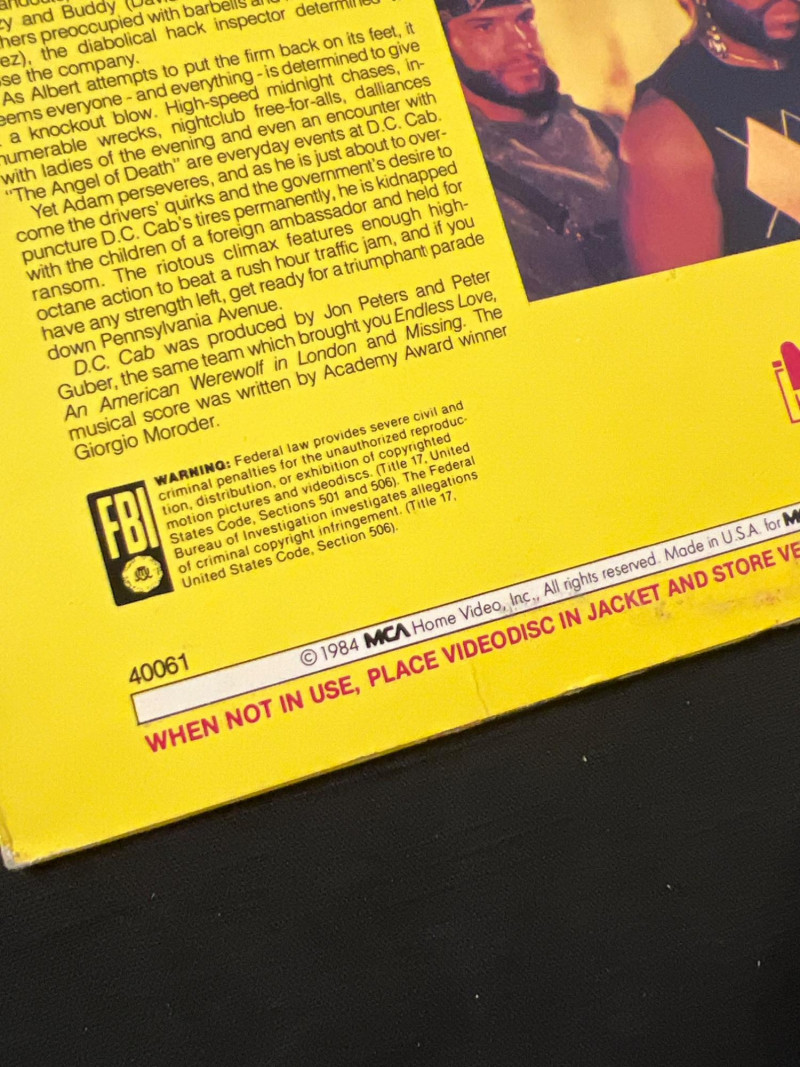 zy and Buddy
hers preoccupied with barbells and
ez), the diabolical hack inspector determined
se the company.
As Albert attempts to put the firm back on its feet, it
eems everyone - and everything - is determined to give
a knockout blow. High-speed midnight chases, in-
numerable wrecks, nightclub free-for-alls, dalliances
with ladies of the evening and even an encounter with
"The Angel of Death" are everyday events at D.C. Cab.
Yet Adam perseveres, and as he is just about to over-
come the drivers' quirks and the government's desire to
puncture D.C. Cab's tires permanently, he is kidnapped
with the children of a foreign ambassador and held for
ransom. The riotous climax features enough high-
octane action to beat a rush hour traffic jam, and if you
have any strength left, get ready for a triumphant parade
down Pennsylvania Avenue.
D.C. Cab was produced by Jon Peters and Peter
Guber, the same team which brought you Endless Love,
An American Werewolf in London and Missing. The
musical score was written by Academy Award winner
Giorgio Moroder.
FBI
WARNING: Federal law provides severe civil and
criminal penalties for the unauthorized reproduc-
tion, distribution, or exhibition of copyrighted
motion pictures and videodiscs. (Title 17, United
States Code, Sections 501 and 506). The Federal
Bureau of Investigation investigates allegations
of criminal copyright infringement. (Title 17,
United States Code, Section 506).
40061
© 1984 MCA Home Video, Inc., All rights reserved. Made in U.S.A. for
WHEN NOT IN USE, PLACE VIDEODISC IN JACKET AND STORE VE